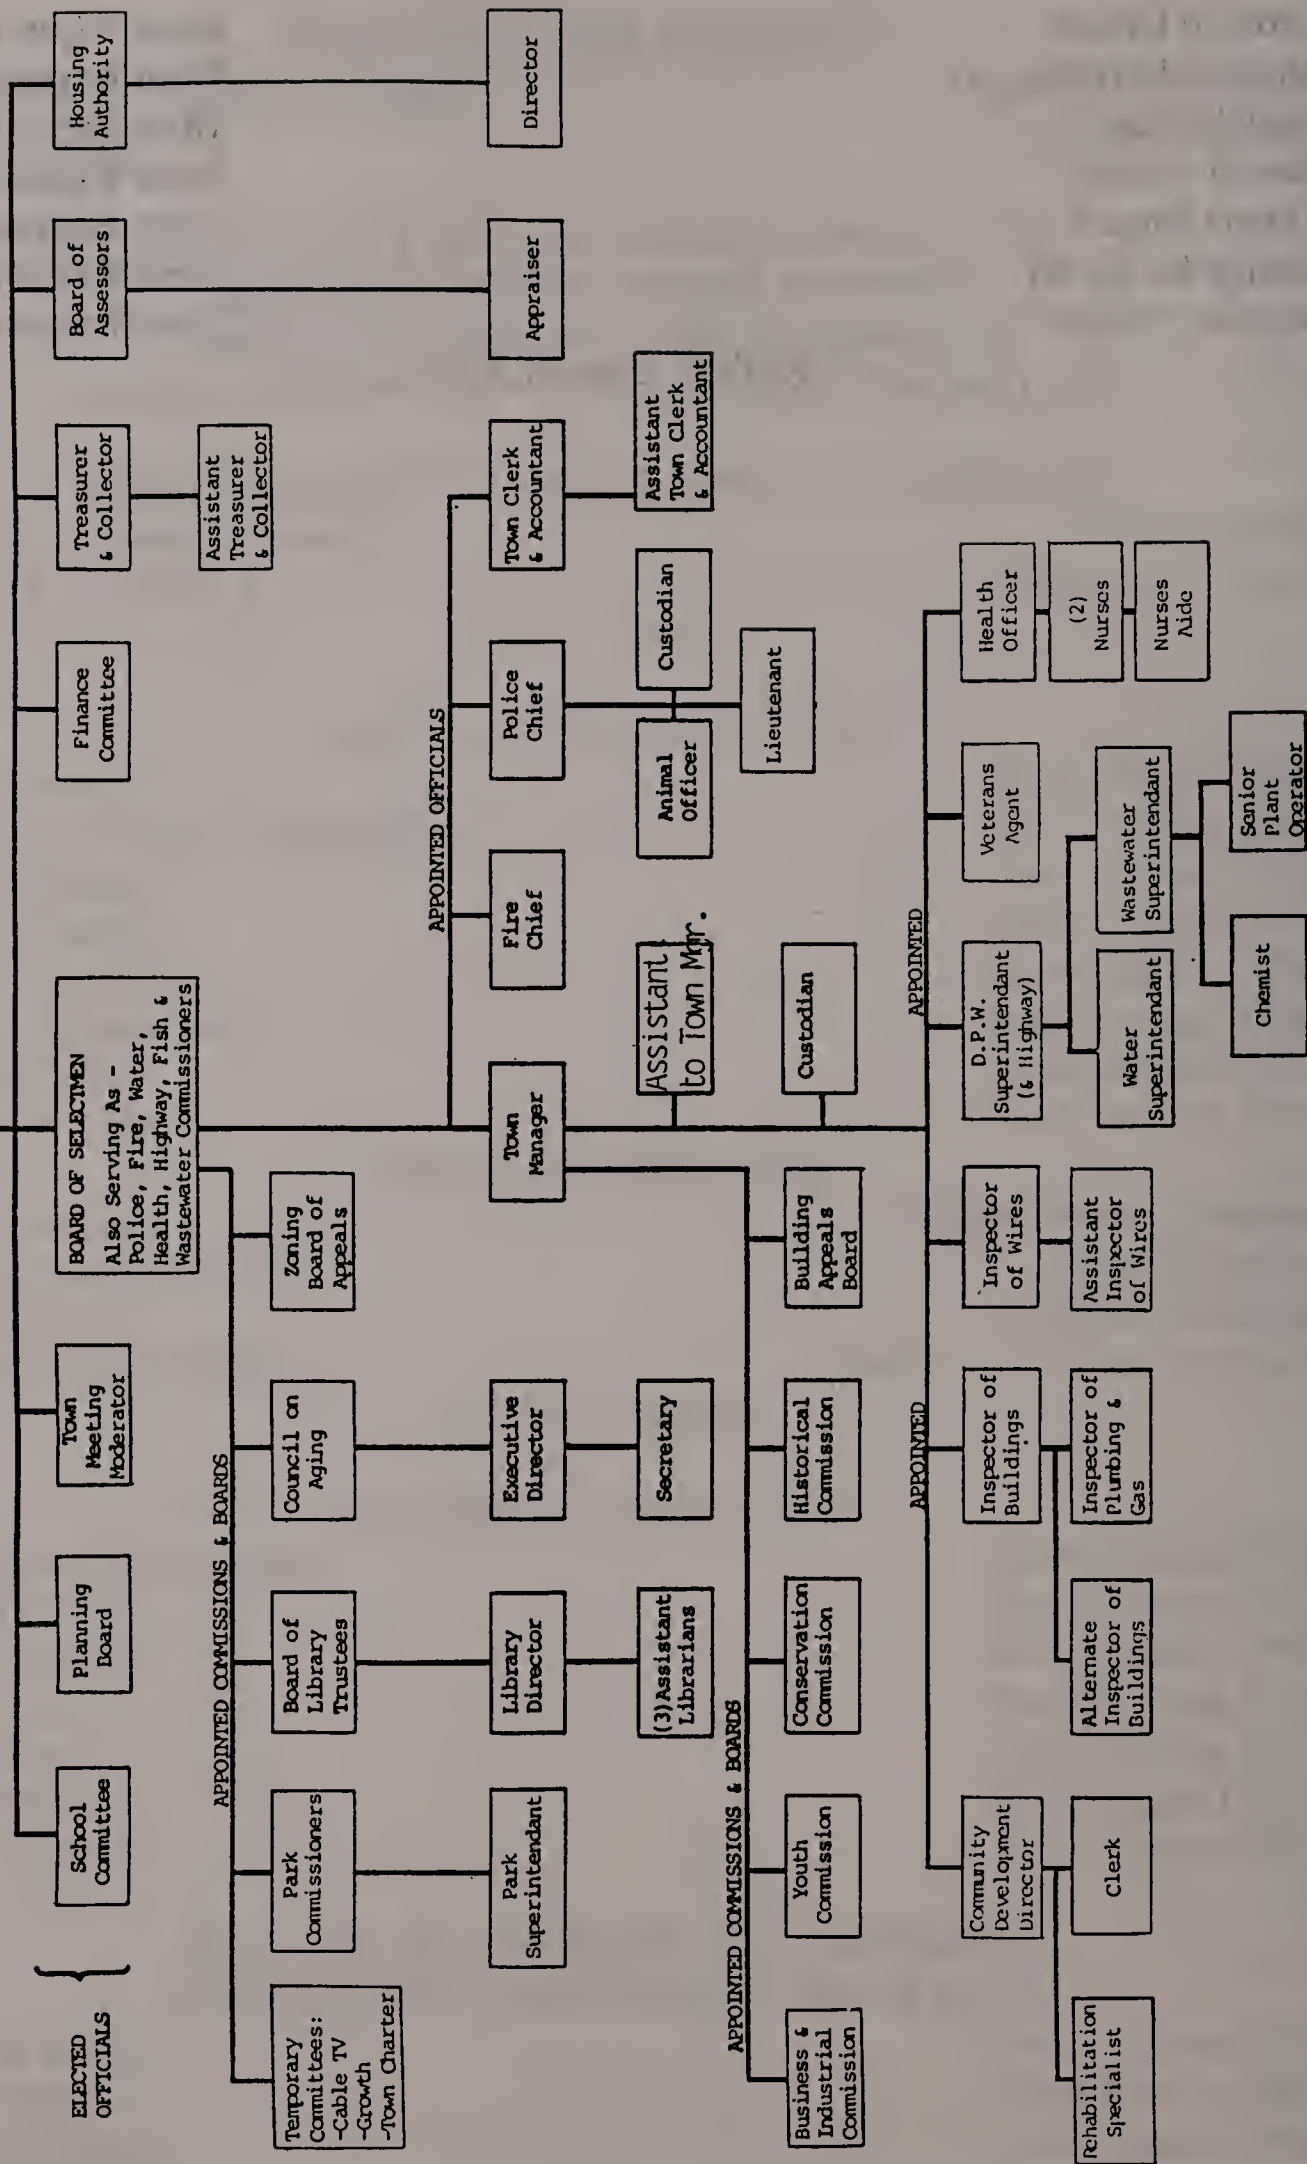 ELECTED
OFFICIALS
School
Committee
Planning
Board
Town
Meeting
Moderator
BOARD OF SELECTMEN
Also Serving As -
Police, Fire, Water,
Health, Highway, Fish &
Wastewater Commissioners
Finance
Committee
Treasurer
& Collector
Board of
Assessors
Housing
Authority
Assistant
Treasurer
& Collector
APPOINTED COMMISSIONS & BOARDS
Temporary
Committees:
-Cable TV
-Growth
-Town Charter
Park
Commissioners
Board of
Library
Trustees
Council on
Aging
Zoning
Board of
Appeals
APPOINTED OFFICIALS
Park
Superintendant
Library
Director
Executive
Director
Town
Manager
Fire
Chief
Police
Chief
Town Clerk
& Accountant
Appraiser
Director
(3)Assistant
Librarians
Secretary
Assistant
to Town Mgr.
Animal
Officer
Custodian
Assistant
Town Clerk
& Accountant
Lieutenant
APPOINTED COMMISSIONS & BOARDS
Business &
Industrial
Commission
Youth
Commission
Conservation
Commission
Historical
Commission
Building
Appeals
Board
Custodian
APPOINTED
APPOINTED
Community
Development
Director
Inspector of
Buildings
Inspector
of Wires
D.P.W.
Superintendant
(& Highway)
Veterans
Agent
Health
Officer
(2)
Nurses
Nurses
Aide
Rehabilitation
Specialist
Clerk
Alternate
Inspector of
Buildings
Inspector of
Plumbing &
Gas
Assistant
Inspector
of Wires
Water
Superintendant
Wastewater
Superintendant
Chemist
Senior
Plant
Operator